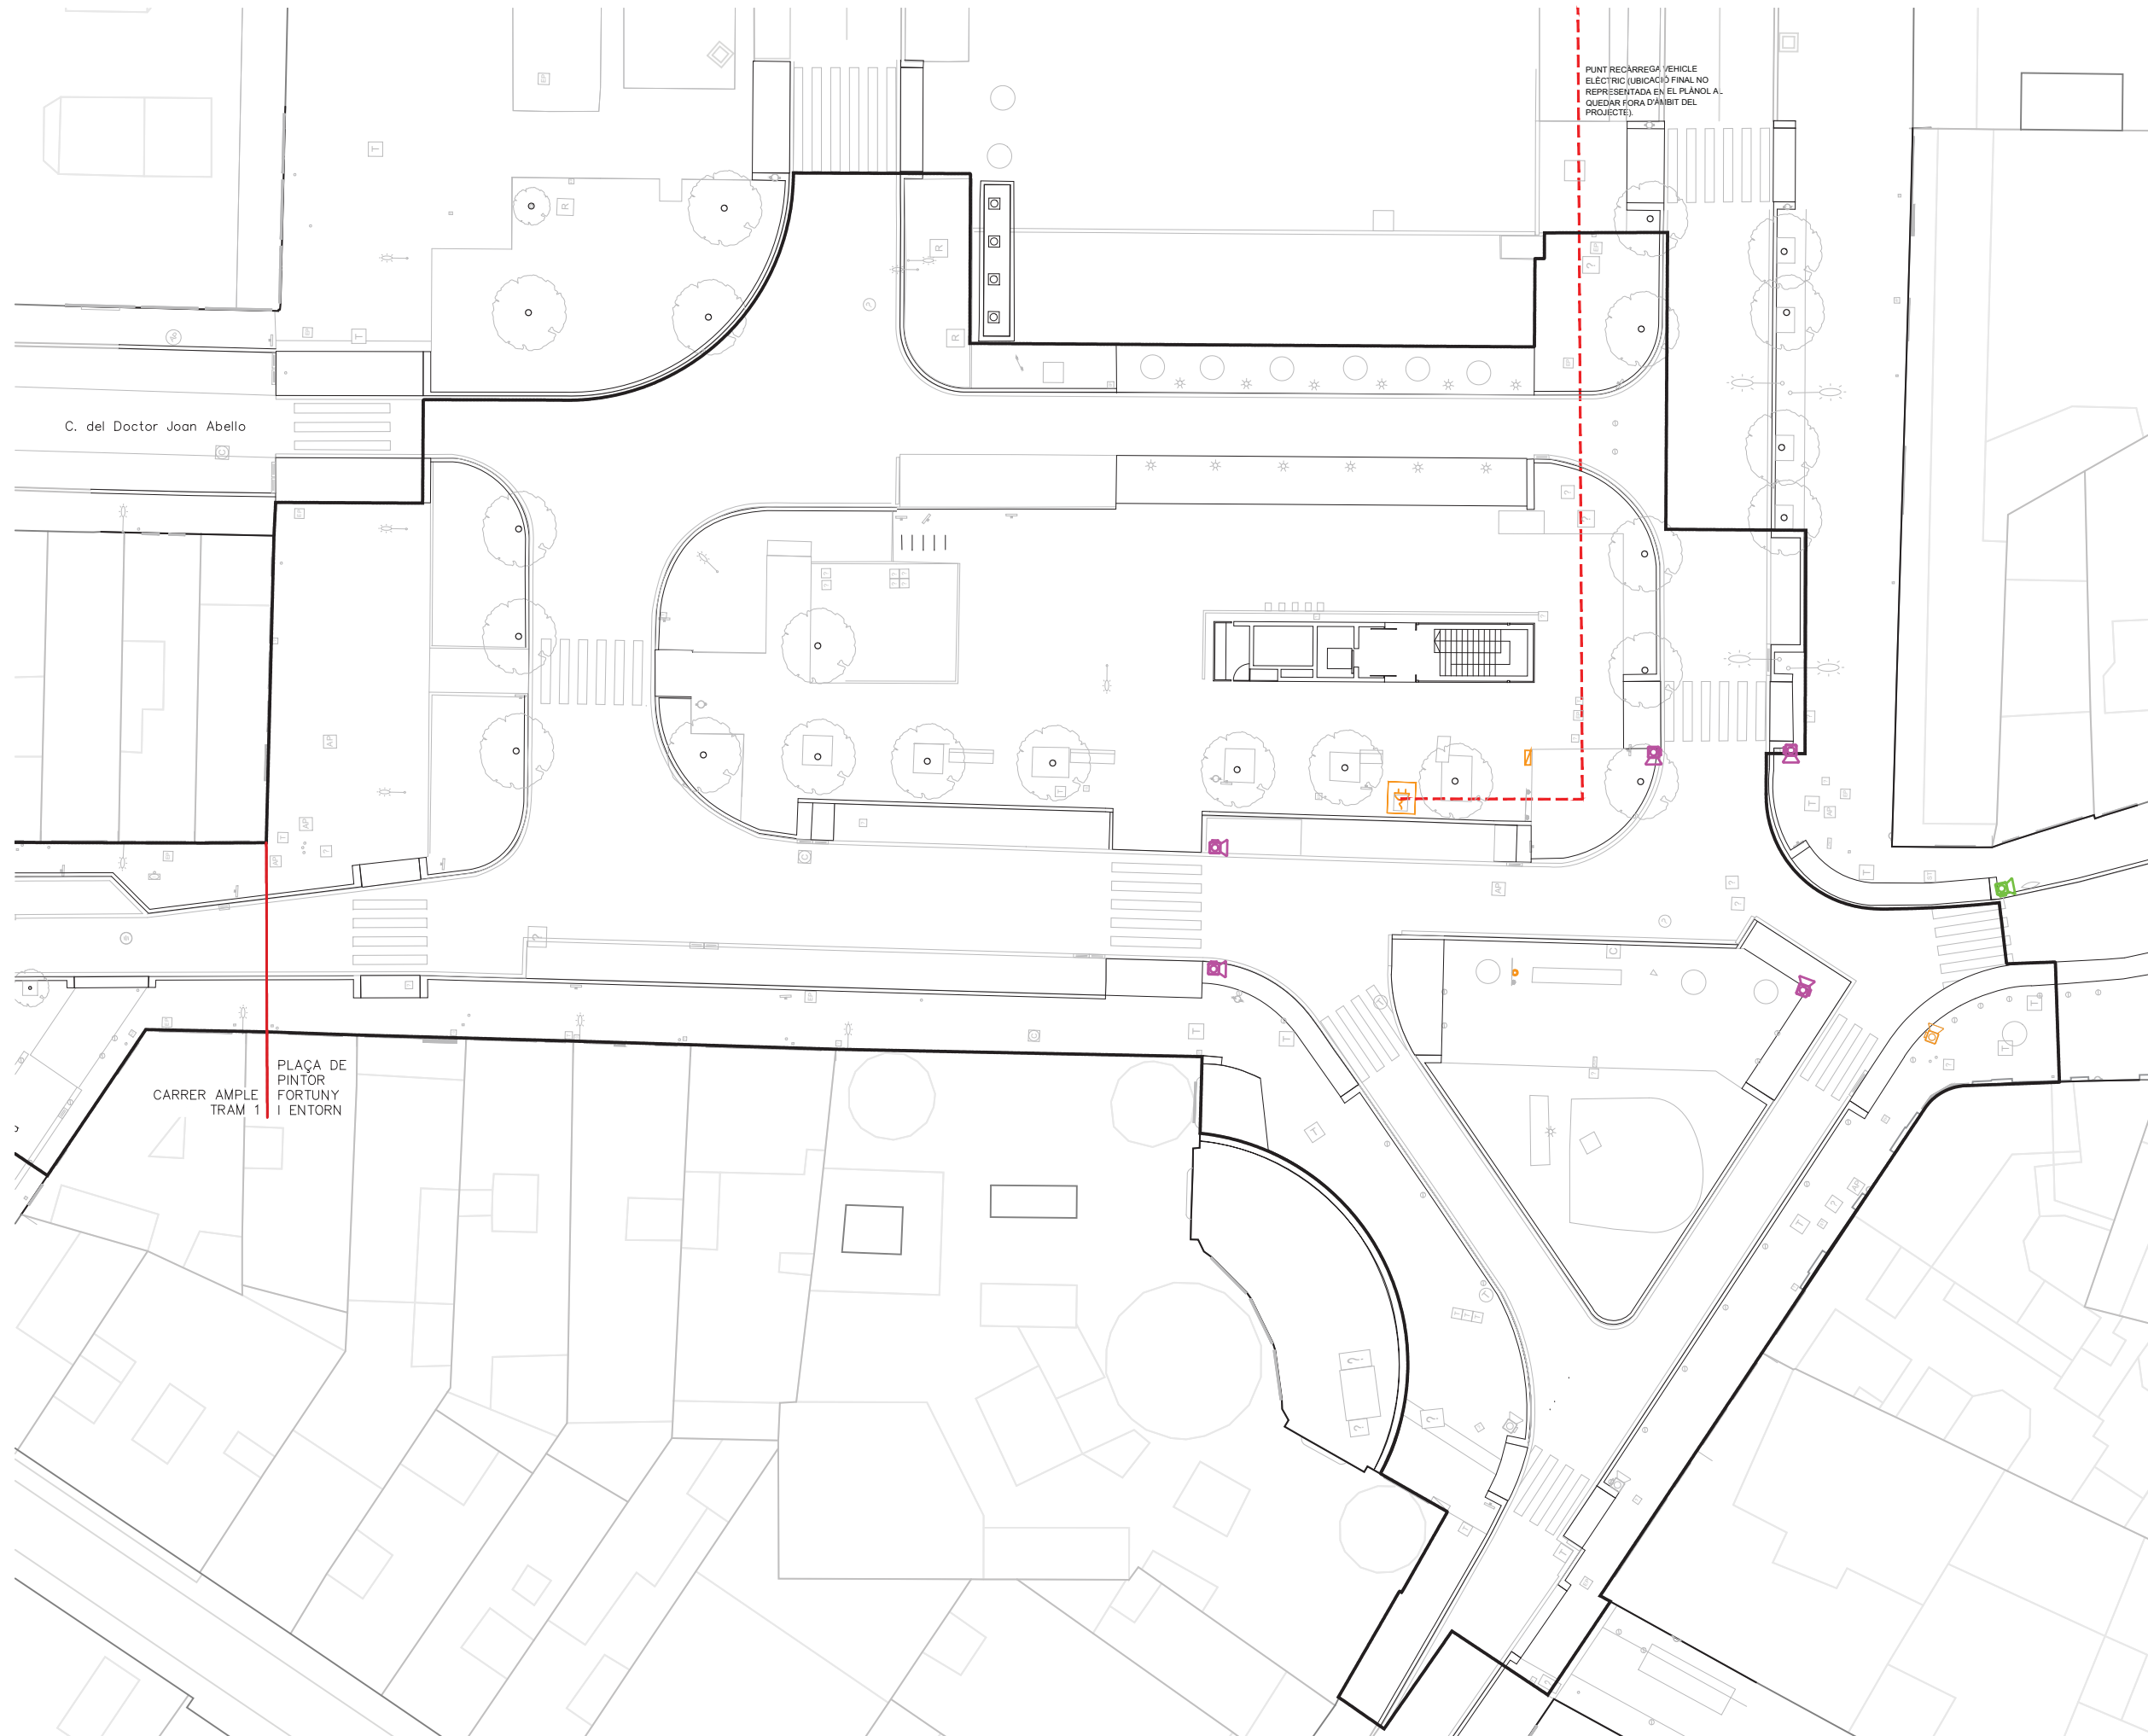 PUNT RECÀRREGA VEHICLE
ELÈCTRIC (UBICACIÓ FINAL NO
REPRESENTADA EN EL PLÀNOL AL
QUEDAR FORA D'ÀMBIT DEL
PROJECTE).
C. del Doctor Joan Abello
PLAÇA DE
PINTOR
CARRER AMPLE FORTUNY
TRAM 1 I ENTORN